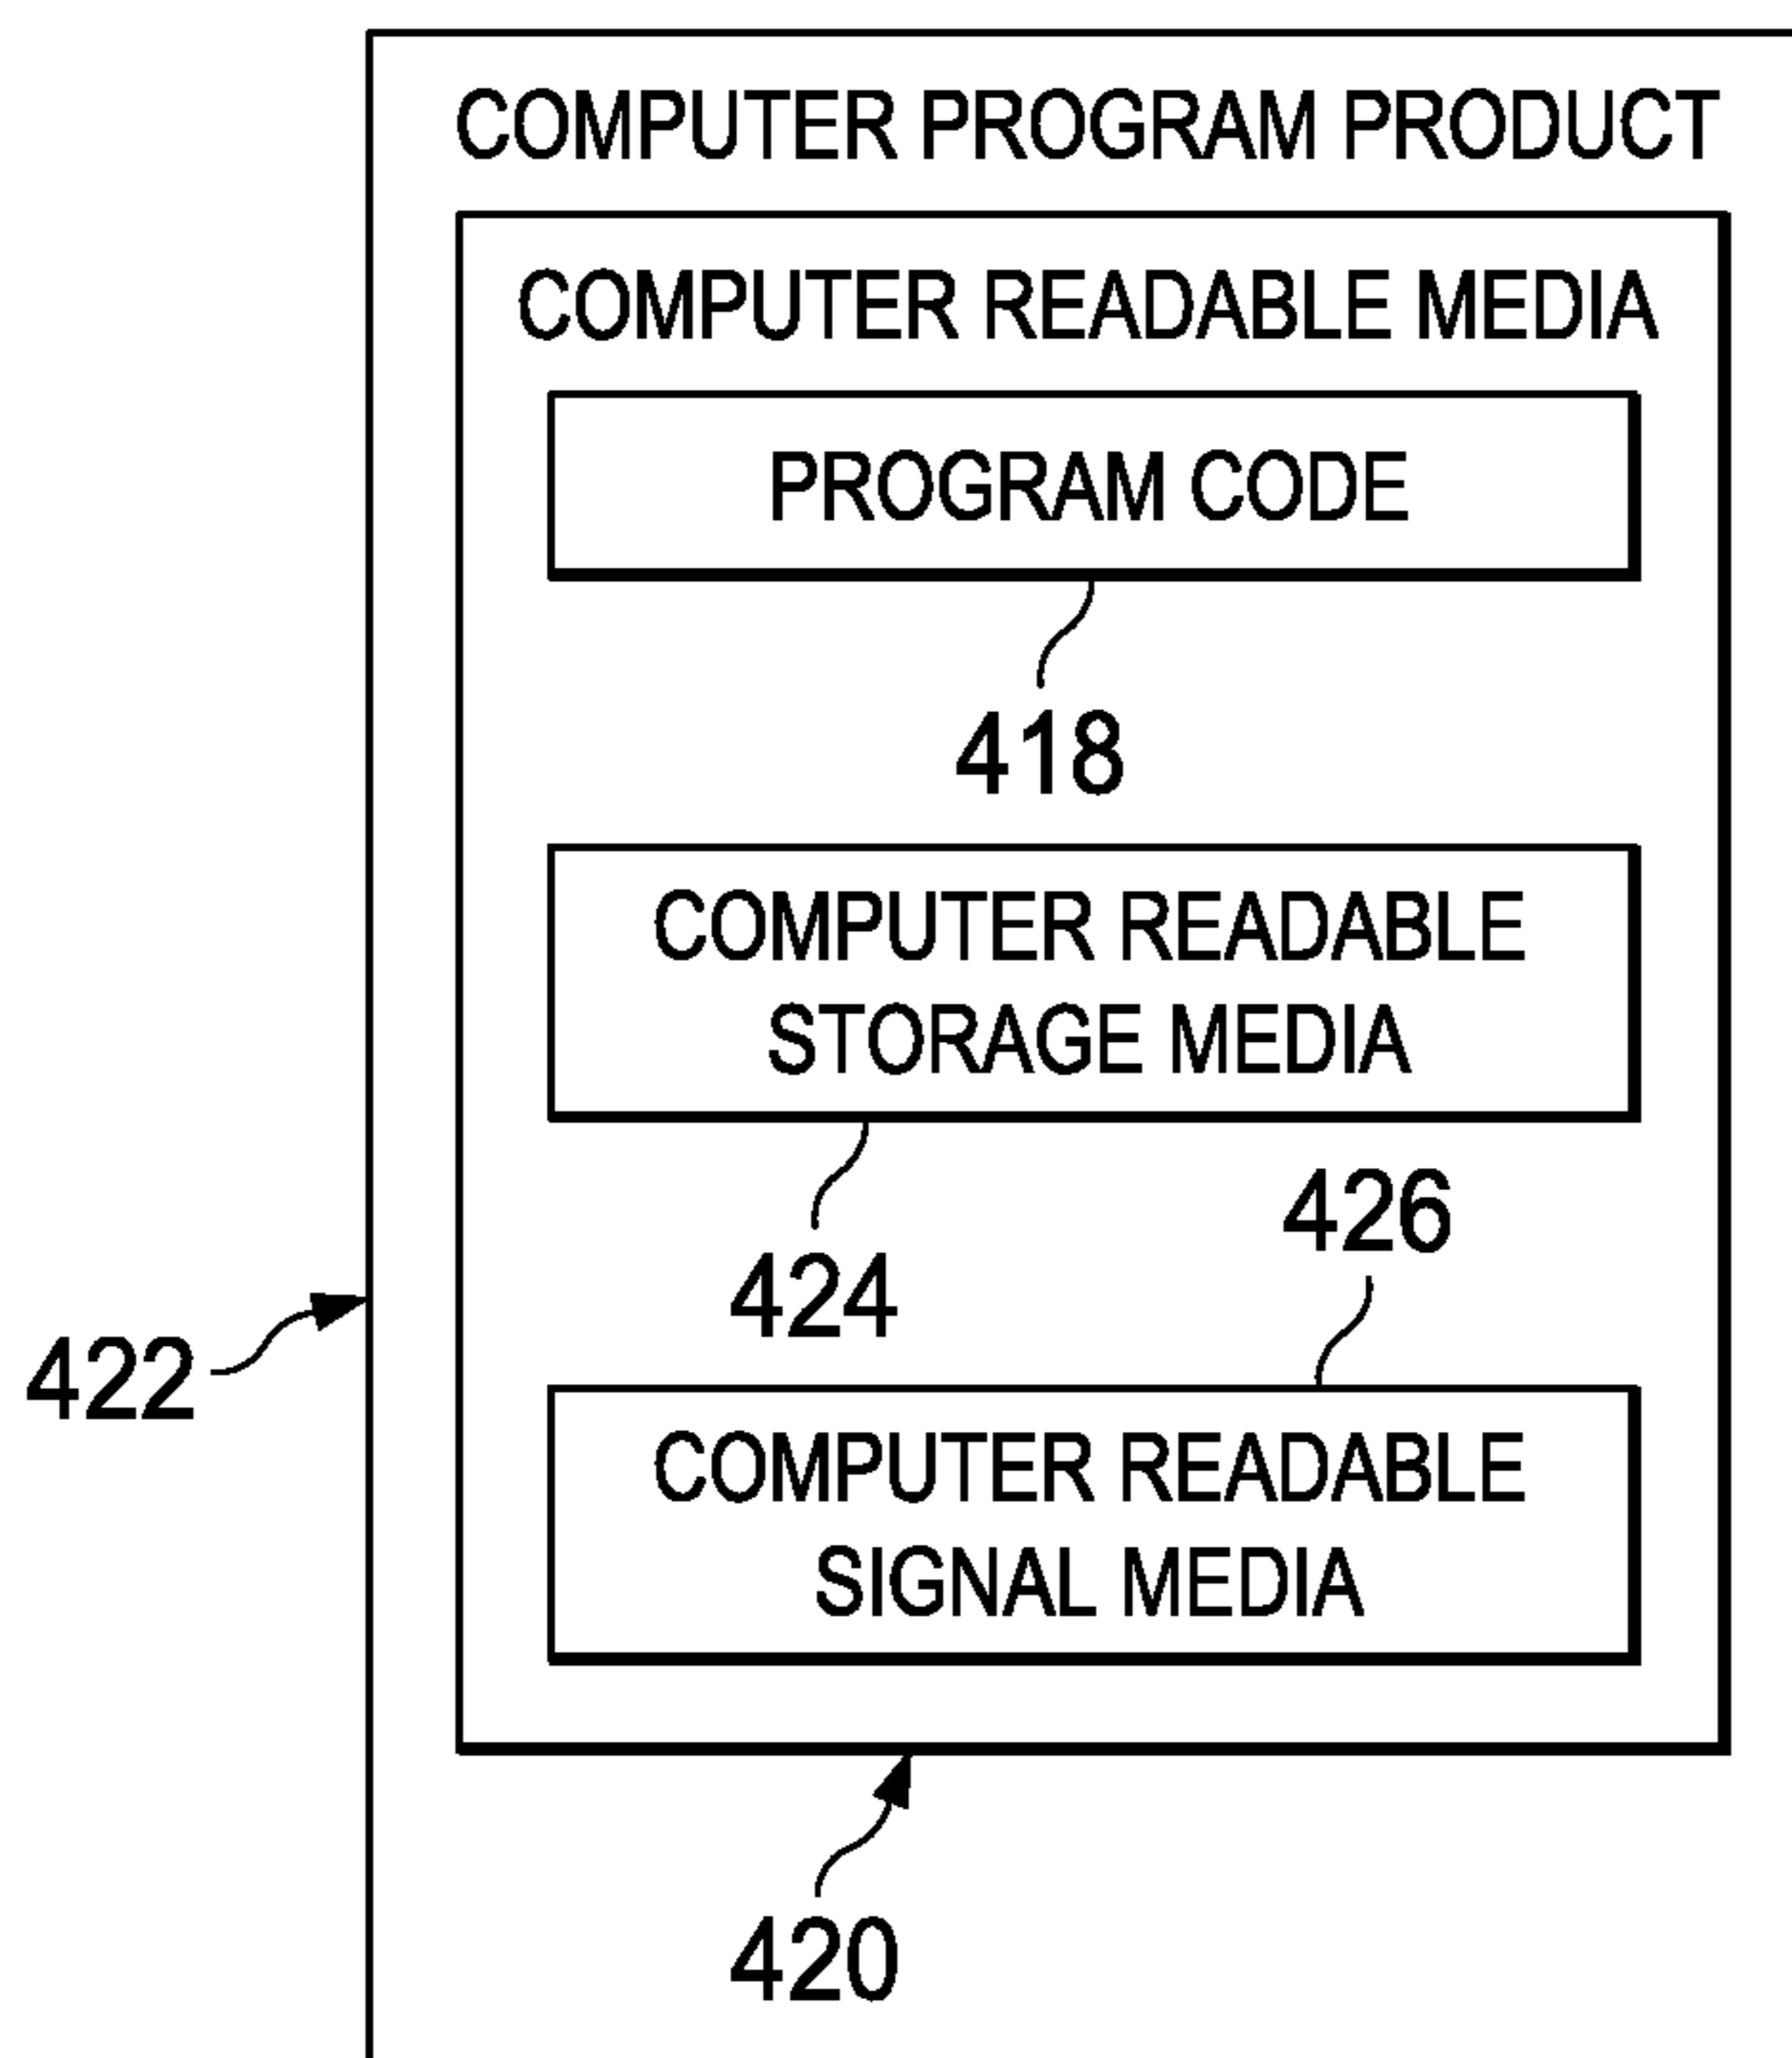 COMPUTER PROGRAM PRODUCT
COMPUTER READABLE MEDIA
PROGRAM CODE
418
COMPUTER READABLE
STORAGE MEDIA
424
426
422
COMPUTER READABLE
SIGNAL MEDIA
420